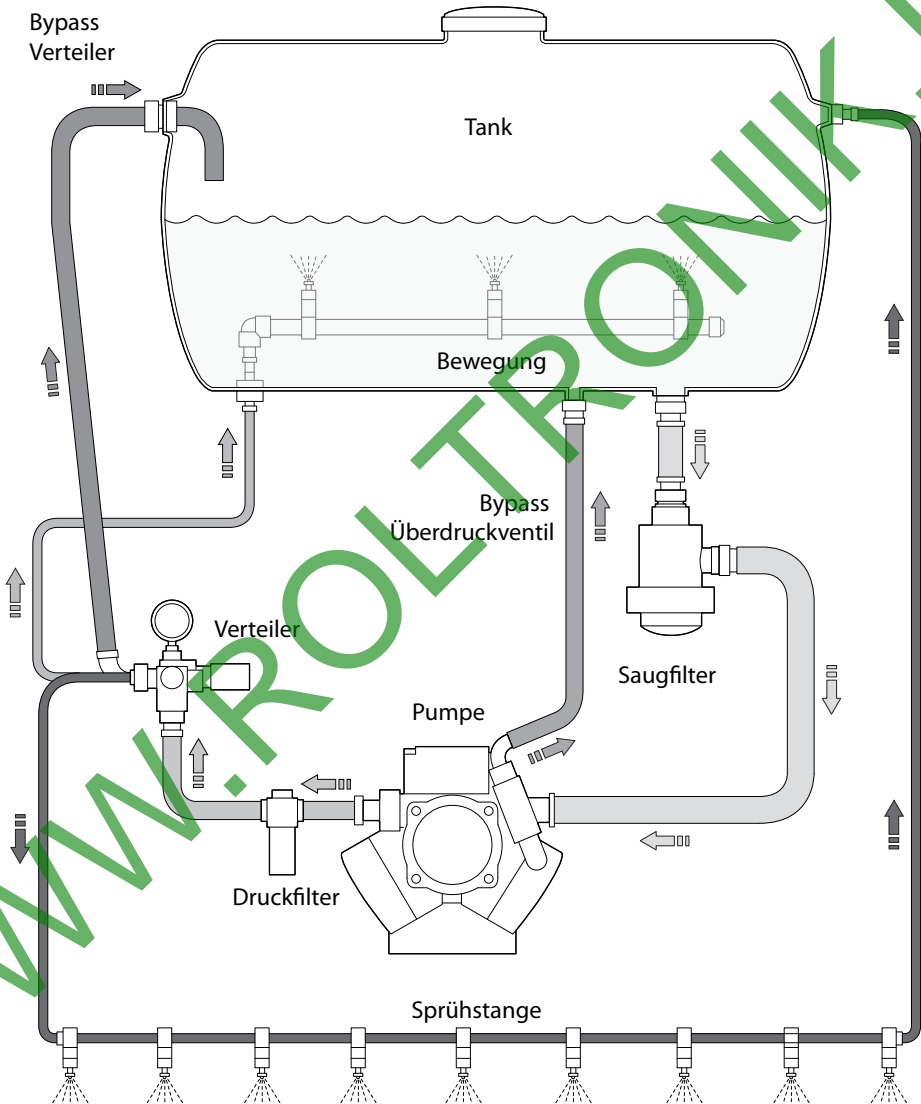 Bypass
Verteiler
Tank
Bewegung
Bypass
Überdruckventil
Verteiler
Saugfilter
Pumpe
Druckfilter
Sprühstange
WWW.ROLTRONIK.